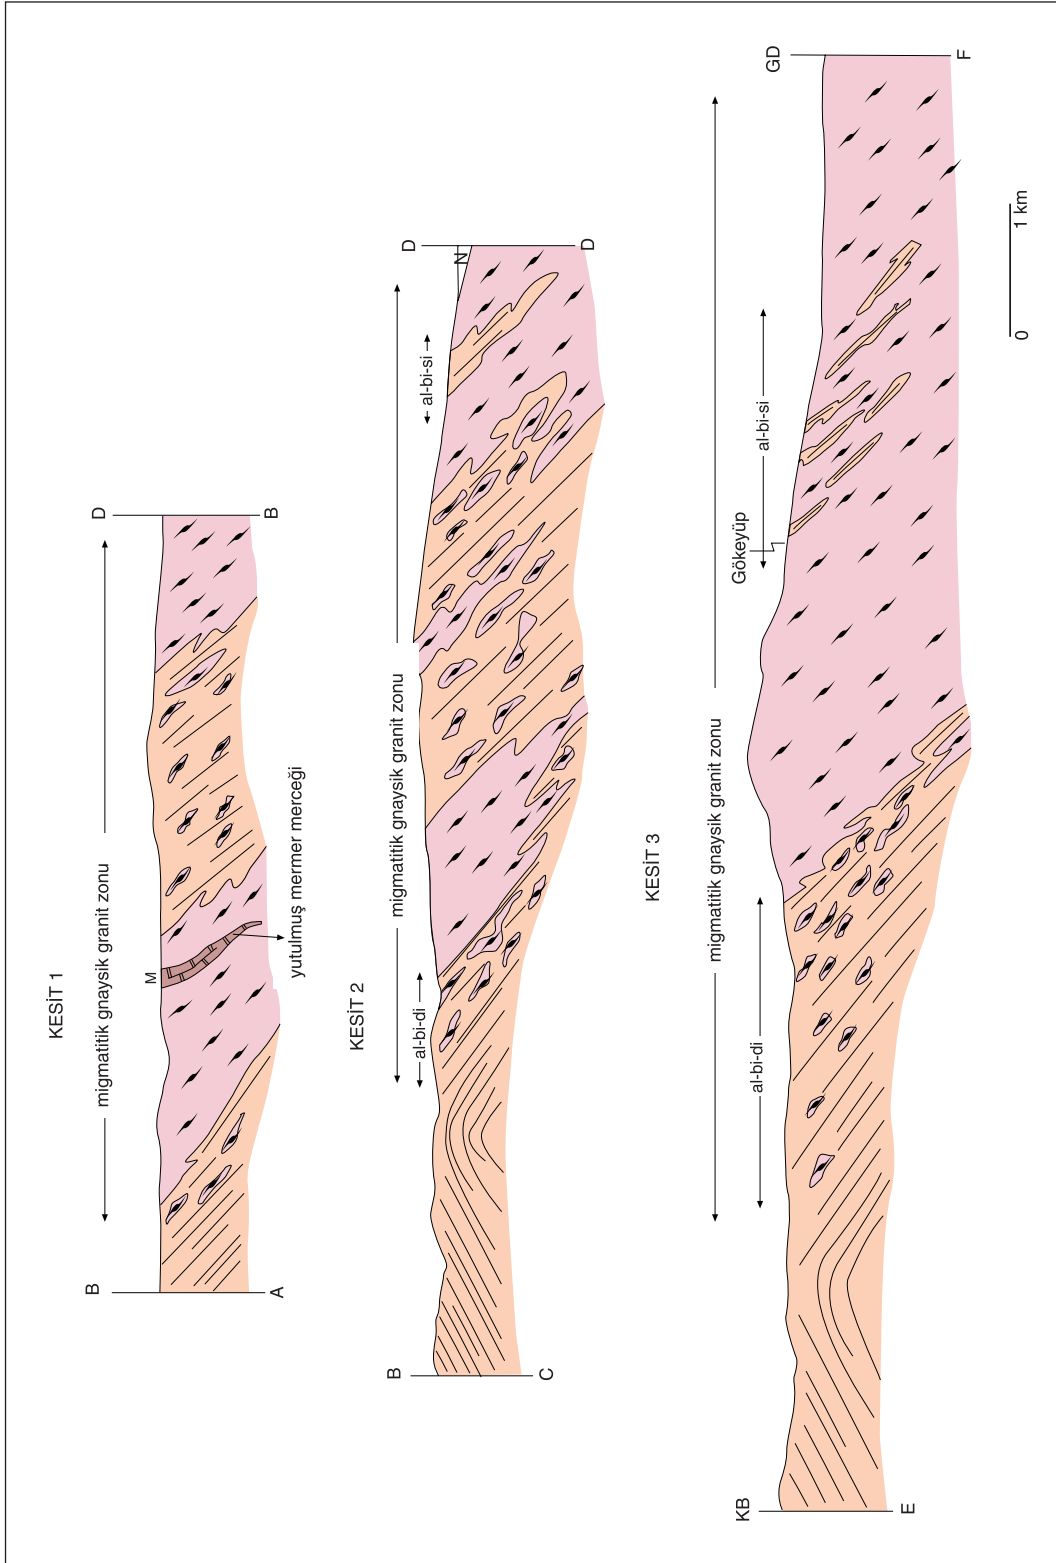 KESİT 1
B
D
migmatitik gnaysik granit zonu
M
yutulmuş mermer merceği
A
B
KESİT 2
B
D
migmatitik gnaysik granit zonu
al-bi-di
al-bi-si
N
C
D
KESİT 3
KB
GD
migmatitik gnaysik granit zonu
al-bi-di
al-bi-si
Gökeyüp
E
F
0
1 km